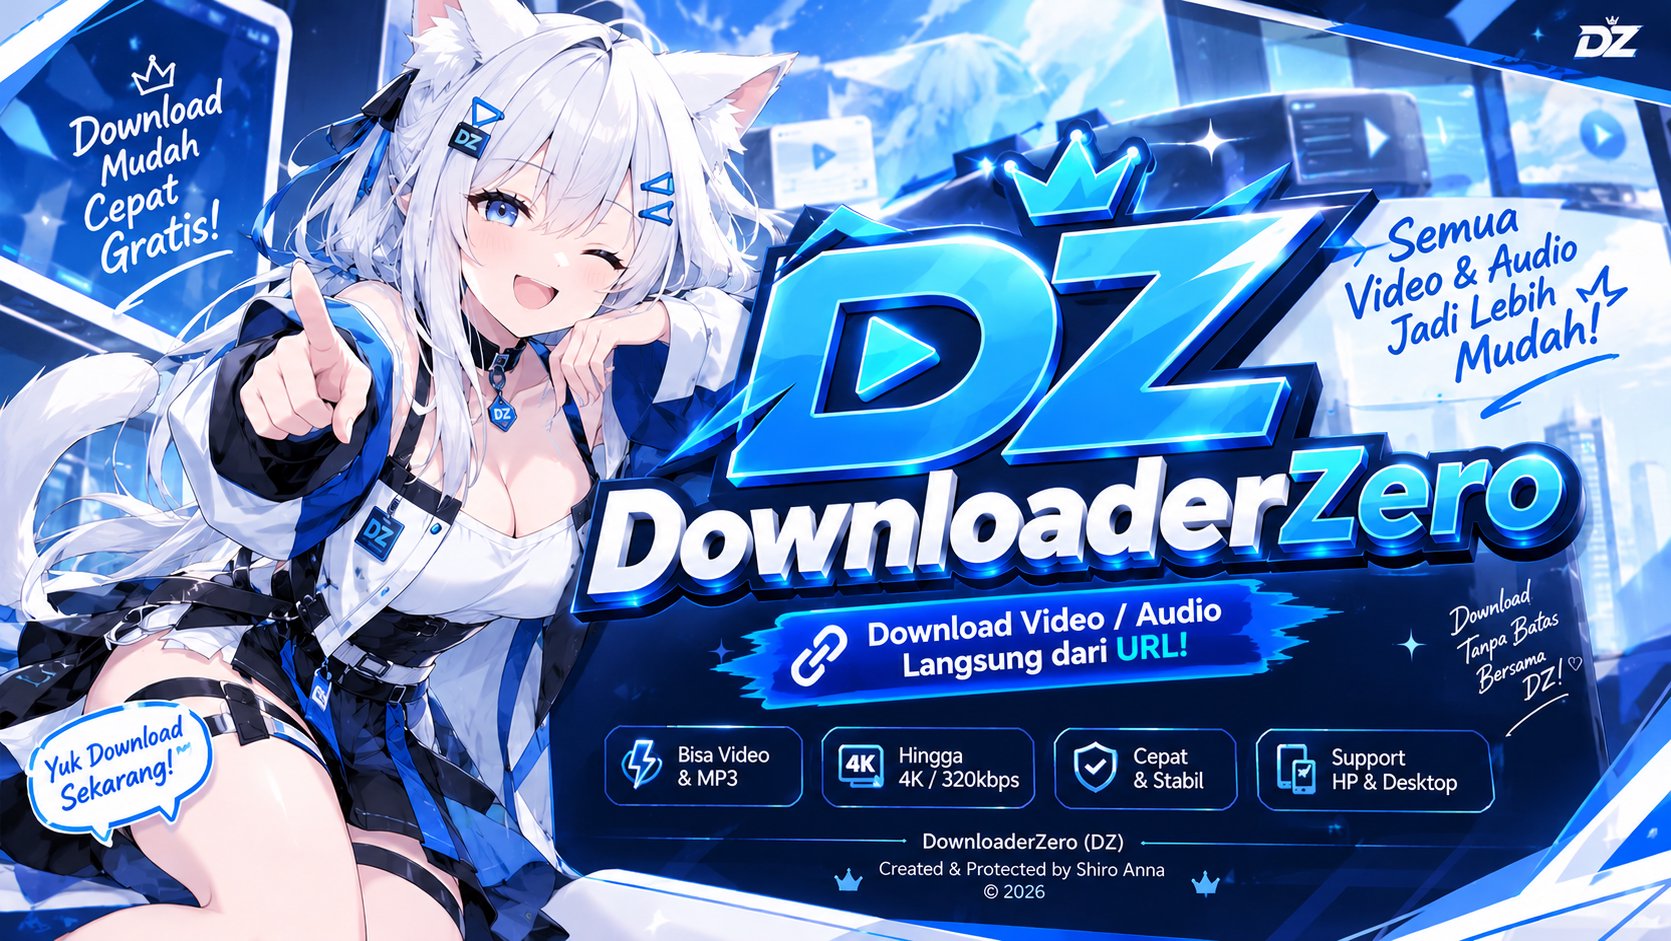 Download
Mudah
Cepat
Gratis!
DZ
DZ
DZ
DZ
DZ
Semua
Video & Audio
Jadi Lebih
Mudah!
DownloaderZero
Download Video / Audio
Langsung dari URL!
Download
Tanpa Batas
Bersama
DZ!
Yuk Download
Sekarang!
Bisa Video
& MP3
4K
Hingga
4K / 320kbps
Cepat
& Stabil
Support
HP & Desktop
DownloaderZero (DZ)
Created & Protected by Shiro Anna
© 2026